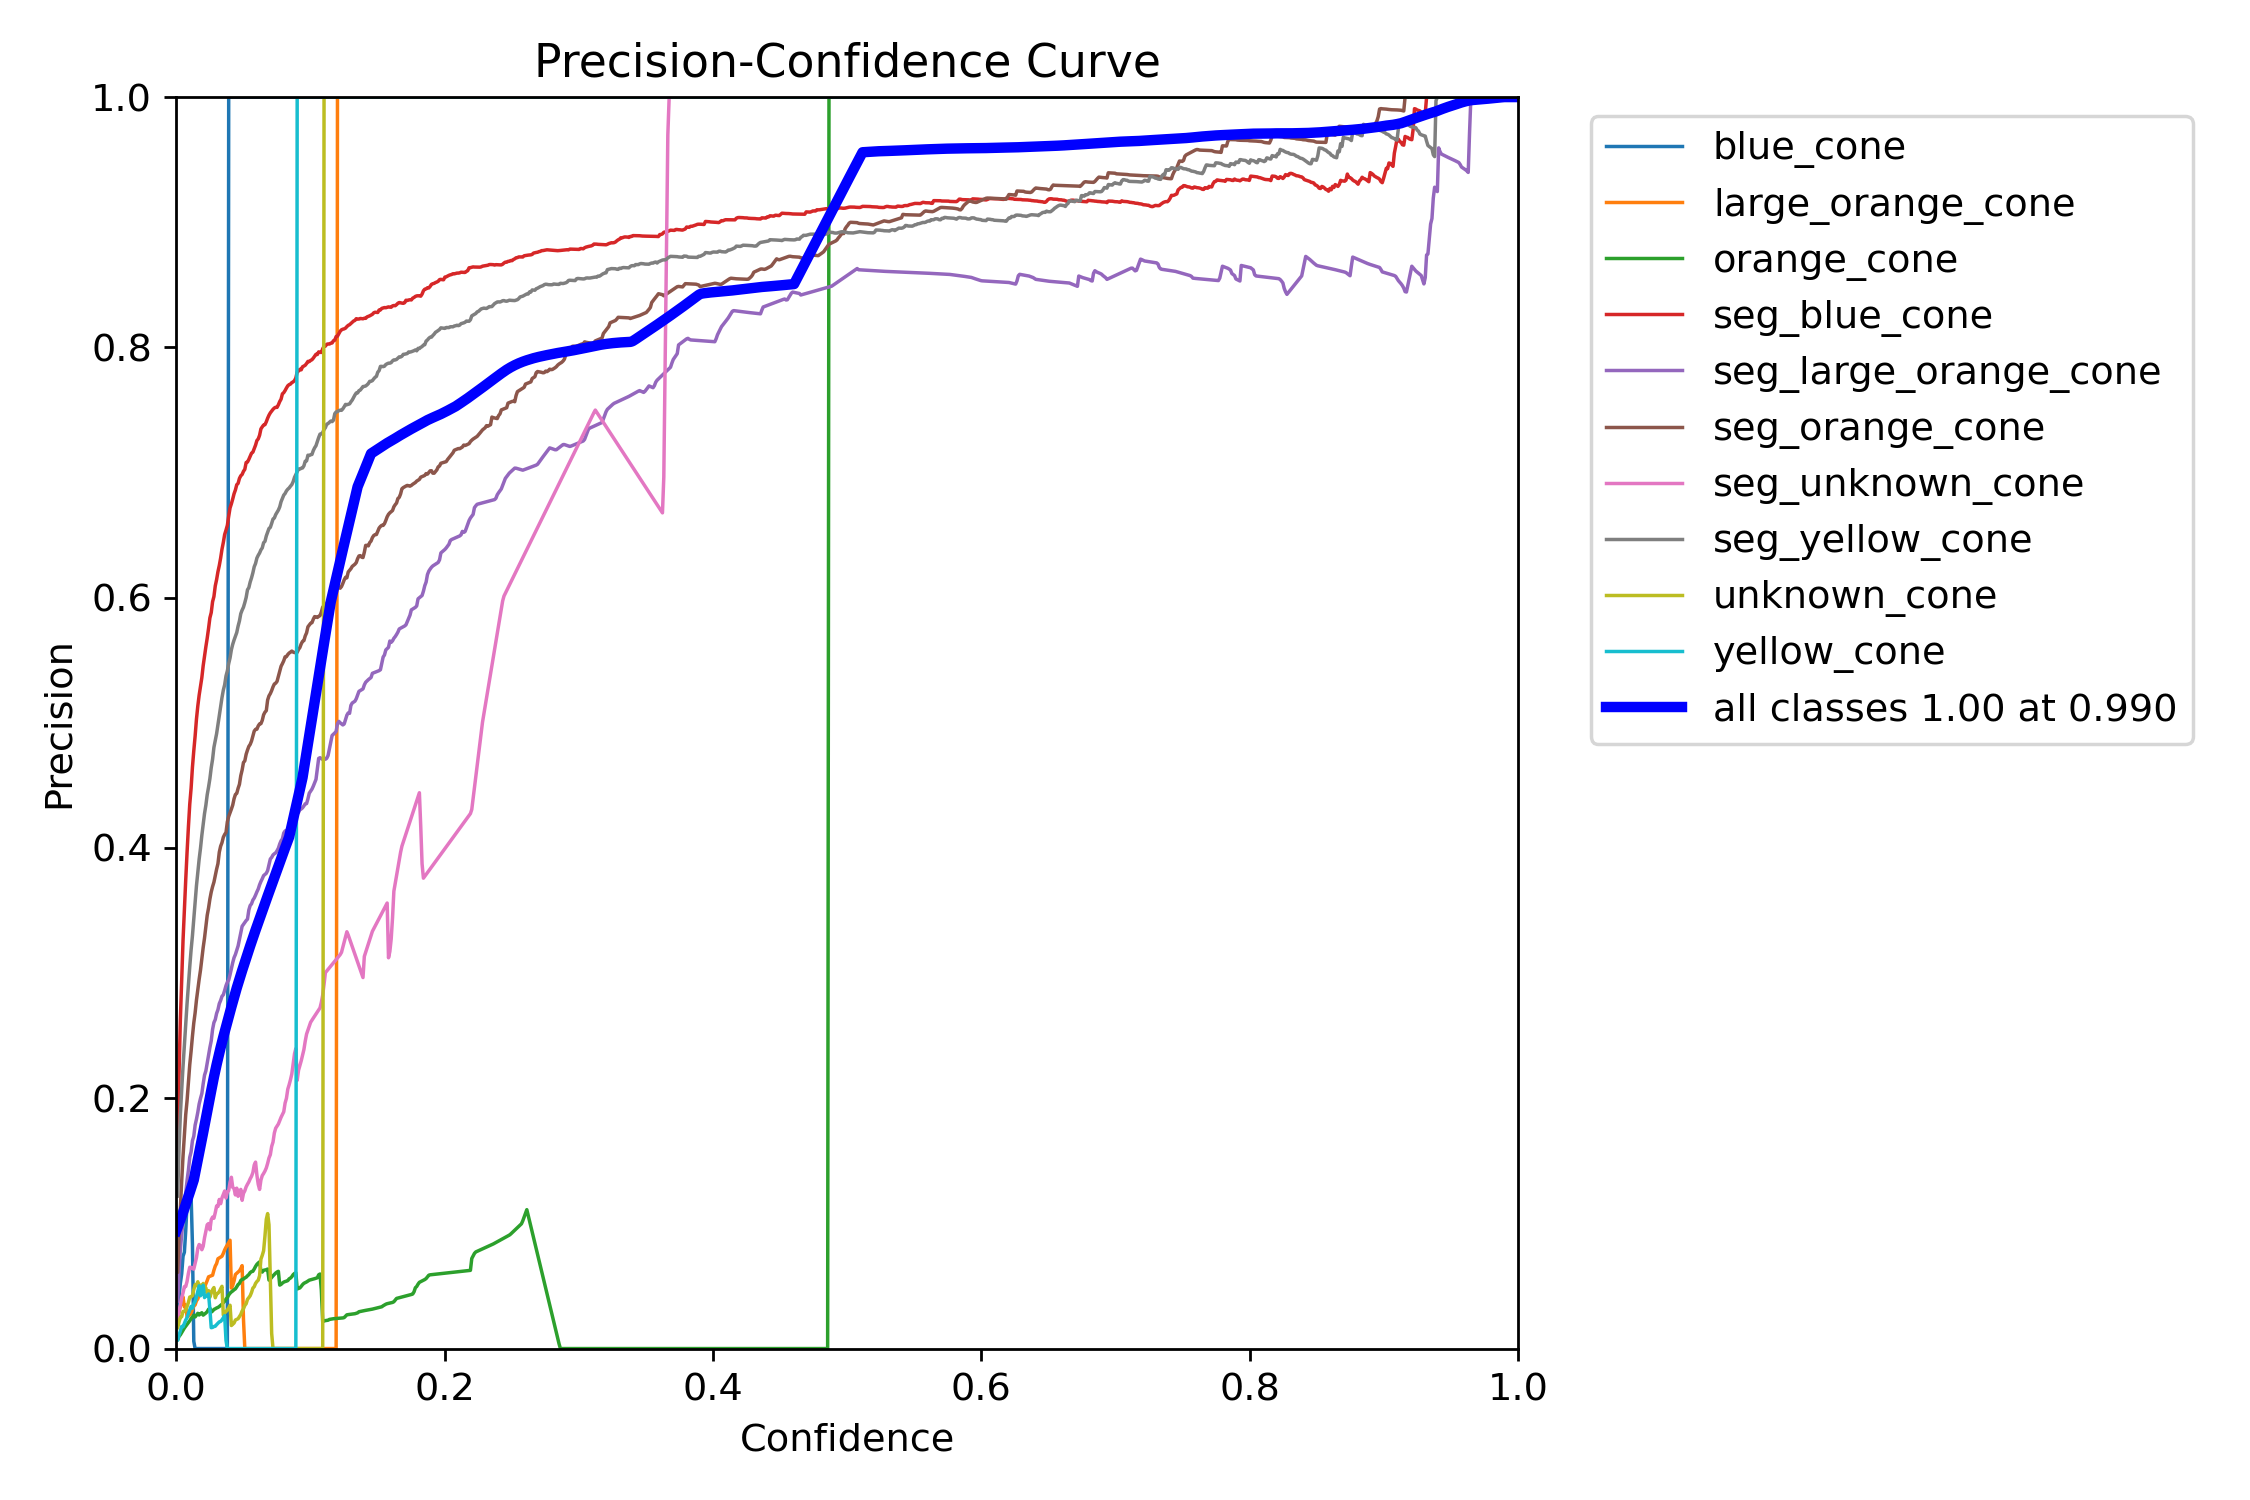 Precision-Confidence Curve
1.0
0.8
0.6
0.4
0.2
0.0
Precision
0.0 0.2 0.4 0.6 0.8 1.0
Confidence
blue_cone
large_orange_cone
orange_cone
seg_blue_cone
seg_large_orange_cone
seg_orange_cone
seg_unknown_cone
seg_yellow_cone
unknown_cone
yellow_cone
all classes 1.00 at 0.990